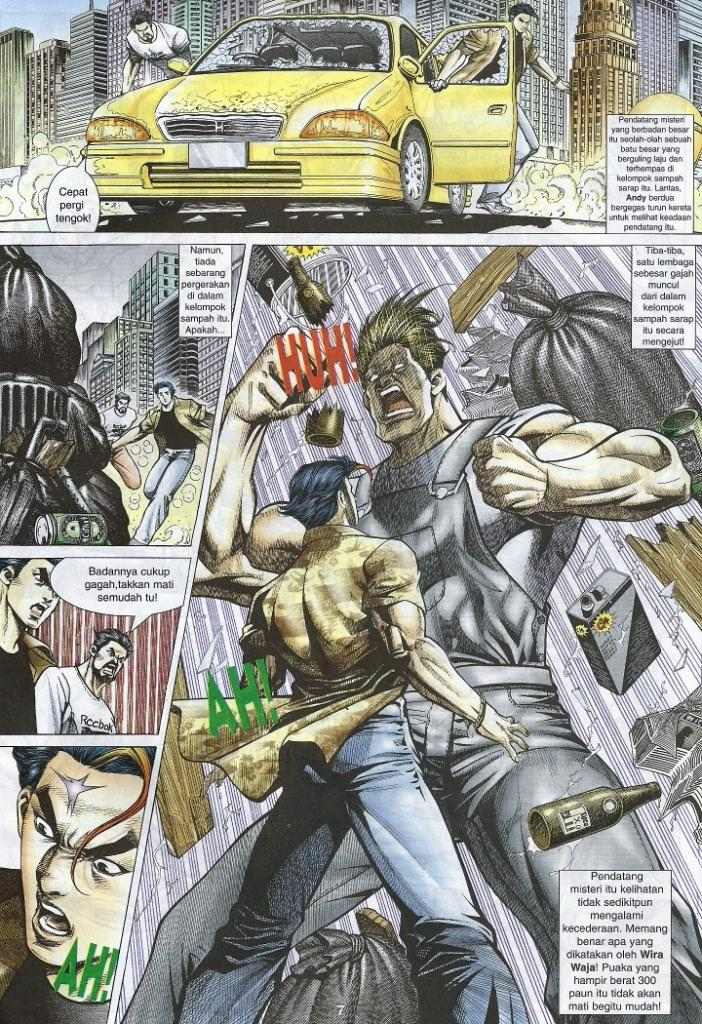 Cepat
pergi
tengok!
Pendatang misteri
yang berbadan besar
itu seolah-olah sebuah
batu besar yang
berguling laju dan
terhempas di
kelompok sampah
sarap itu. Lantas,
Andy berdua
bergegas turun kereta
untuk melihat keadaan
pendatang itu.
Namun,
tiada
sebarang
pergerakan
di dalam
kelompok
sampah itu.
Apakah...
Tiba-tiba,
satu lembaga
sebesar gajah
muncul
dari dalam
kelompok
sampah sarap
itu secara
mengejut!
HUH!
Badannya cukup
gagah,takkan mati
semudah tu!
Reebok
AH!
AH!
Pendatang
misteri itu kelihatan
tidak sedikitpun
mengalami
kecederaan. Memang
benar apa yang
dikatakan oleh Wira
Waja! Puaka yang
hampir berat 300
paun itu tidak akan
mati begitu mudah!
7